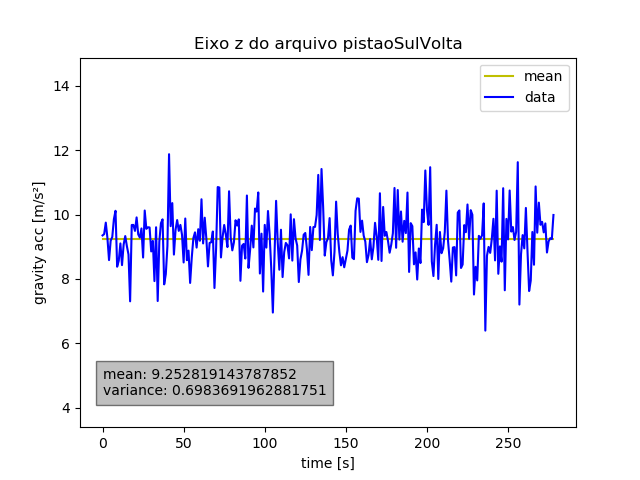 Eixo z do arquivo pistaoSulVolta
mean
data
14
12
10
8
6
4
gravity acc [m/s²]
mean: 9.252819143787852
variance: 0.6983691962881751
0 50 100 150 200 250
time [s]